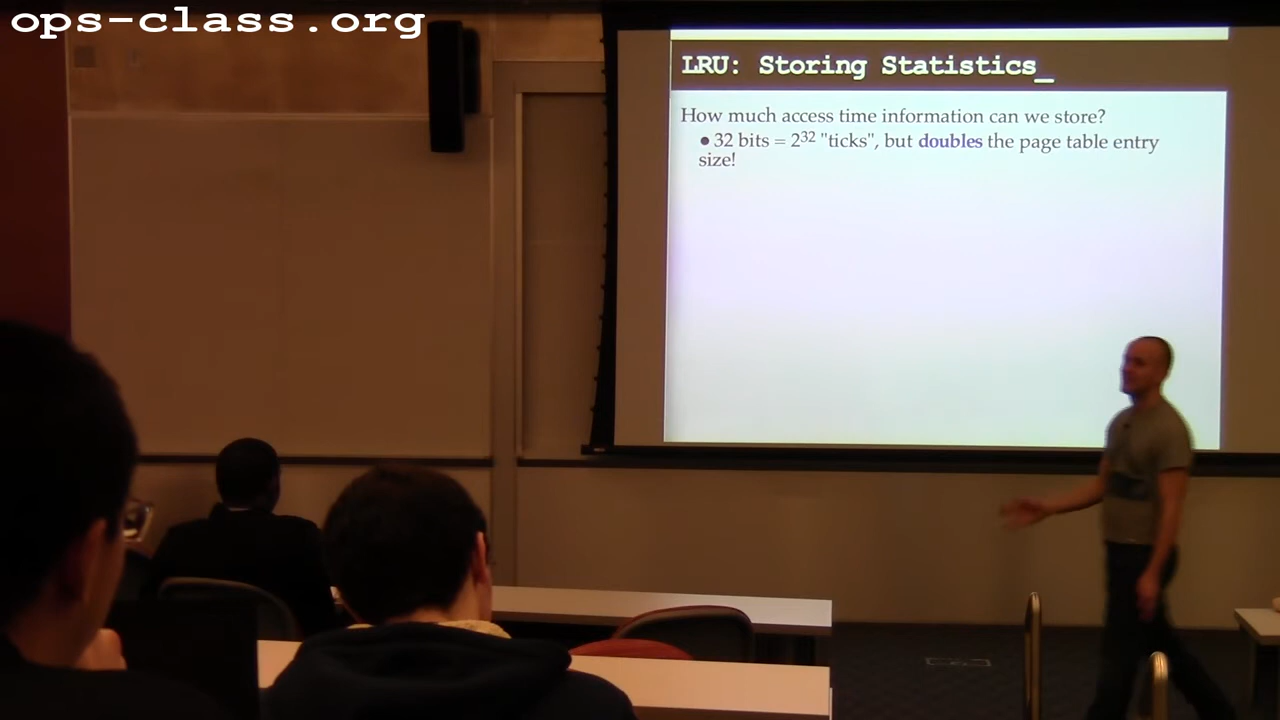 ops-class.org
LRU: Storing Statistics_
How much access time information can we store?
● 32 bits = 2³² "ticks", but doubles the page table entry
size!